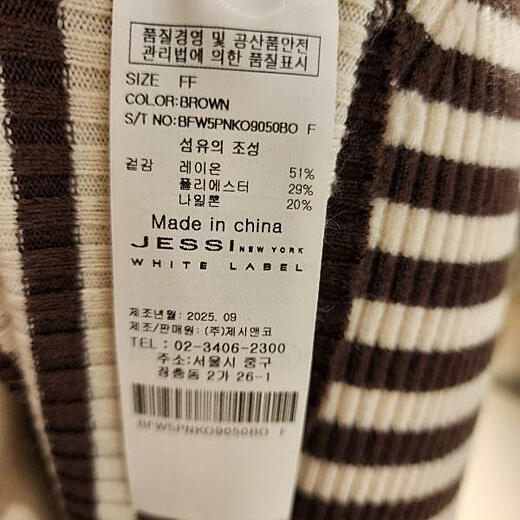 품질경영 및 공산품안전
관리법에 의한 품질표시
SIZE FF
COLOR:BROWN
S/T NO:BFW5PNKO9050BO F
섬유의 조성
겉감 레이온 51%
폴리에스터 29%
나일론 20%
Made in china
JESSI NEW YORK
WHITE LABEL
제조년월: 2025. 09
제조/판매원: (주)제시앤코
TEL : 02-3406-2300
주소:서울시 중구
장충동 2가 26-1
BFW5PNKO9050BO F